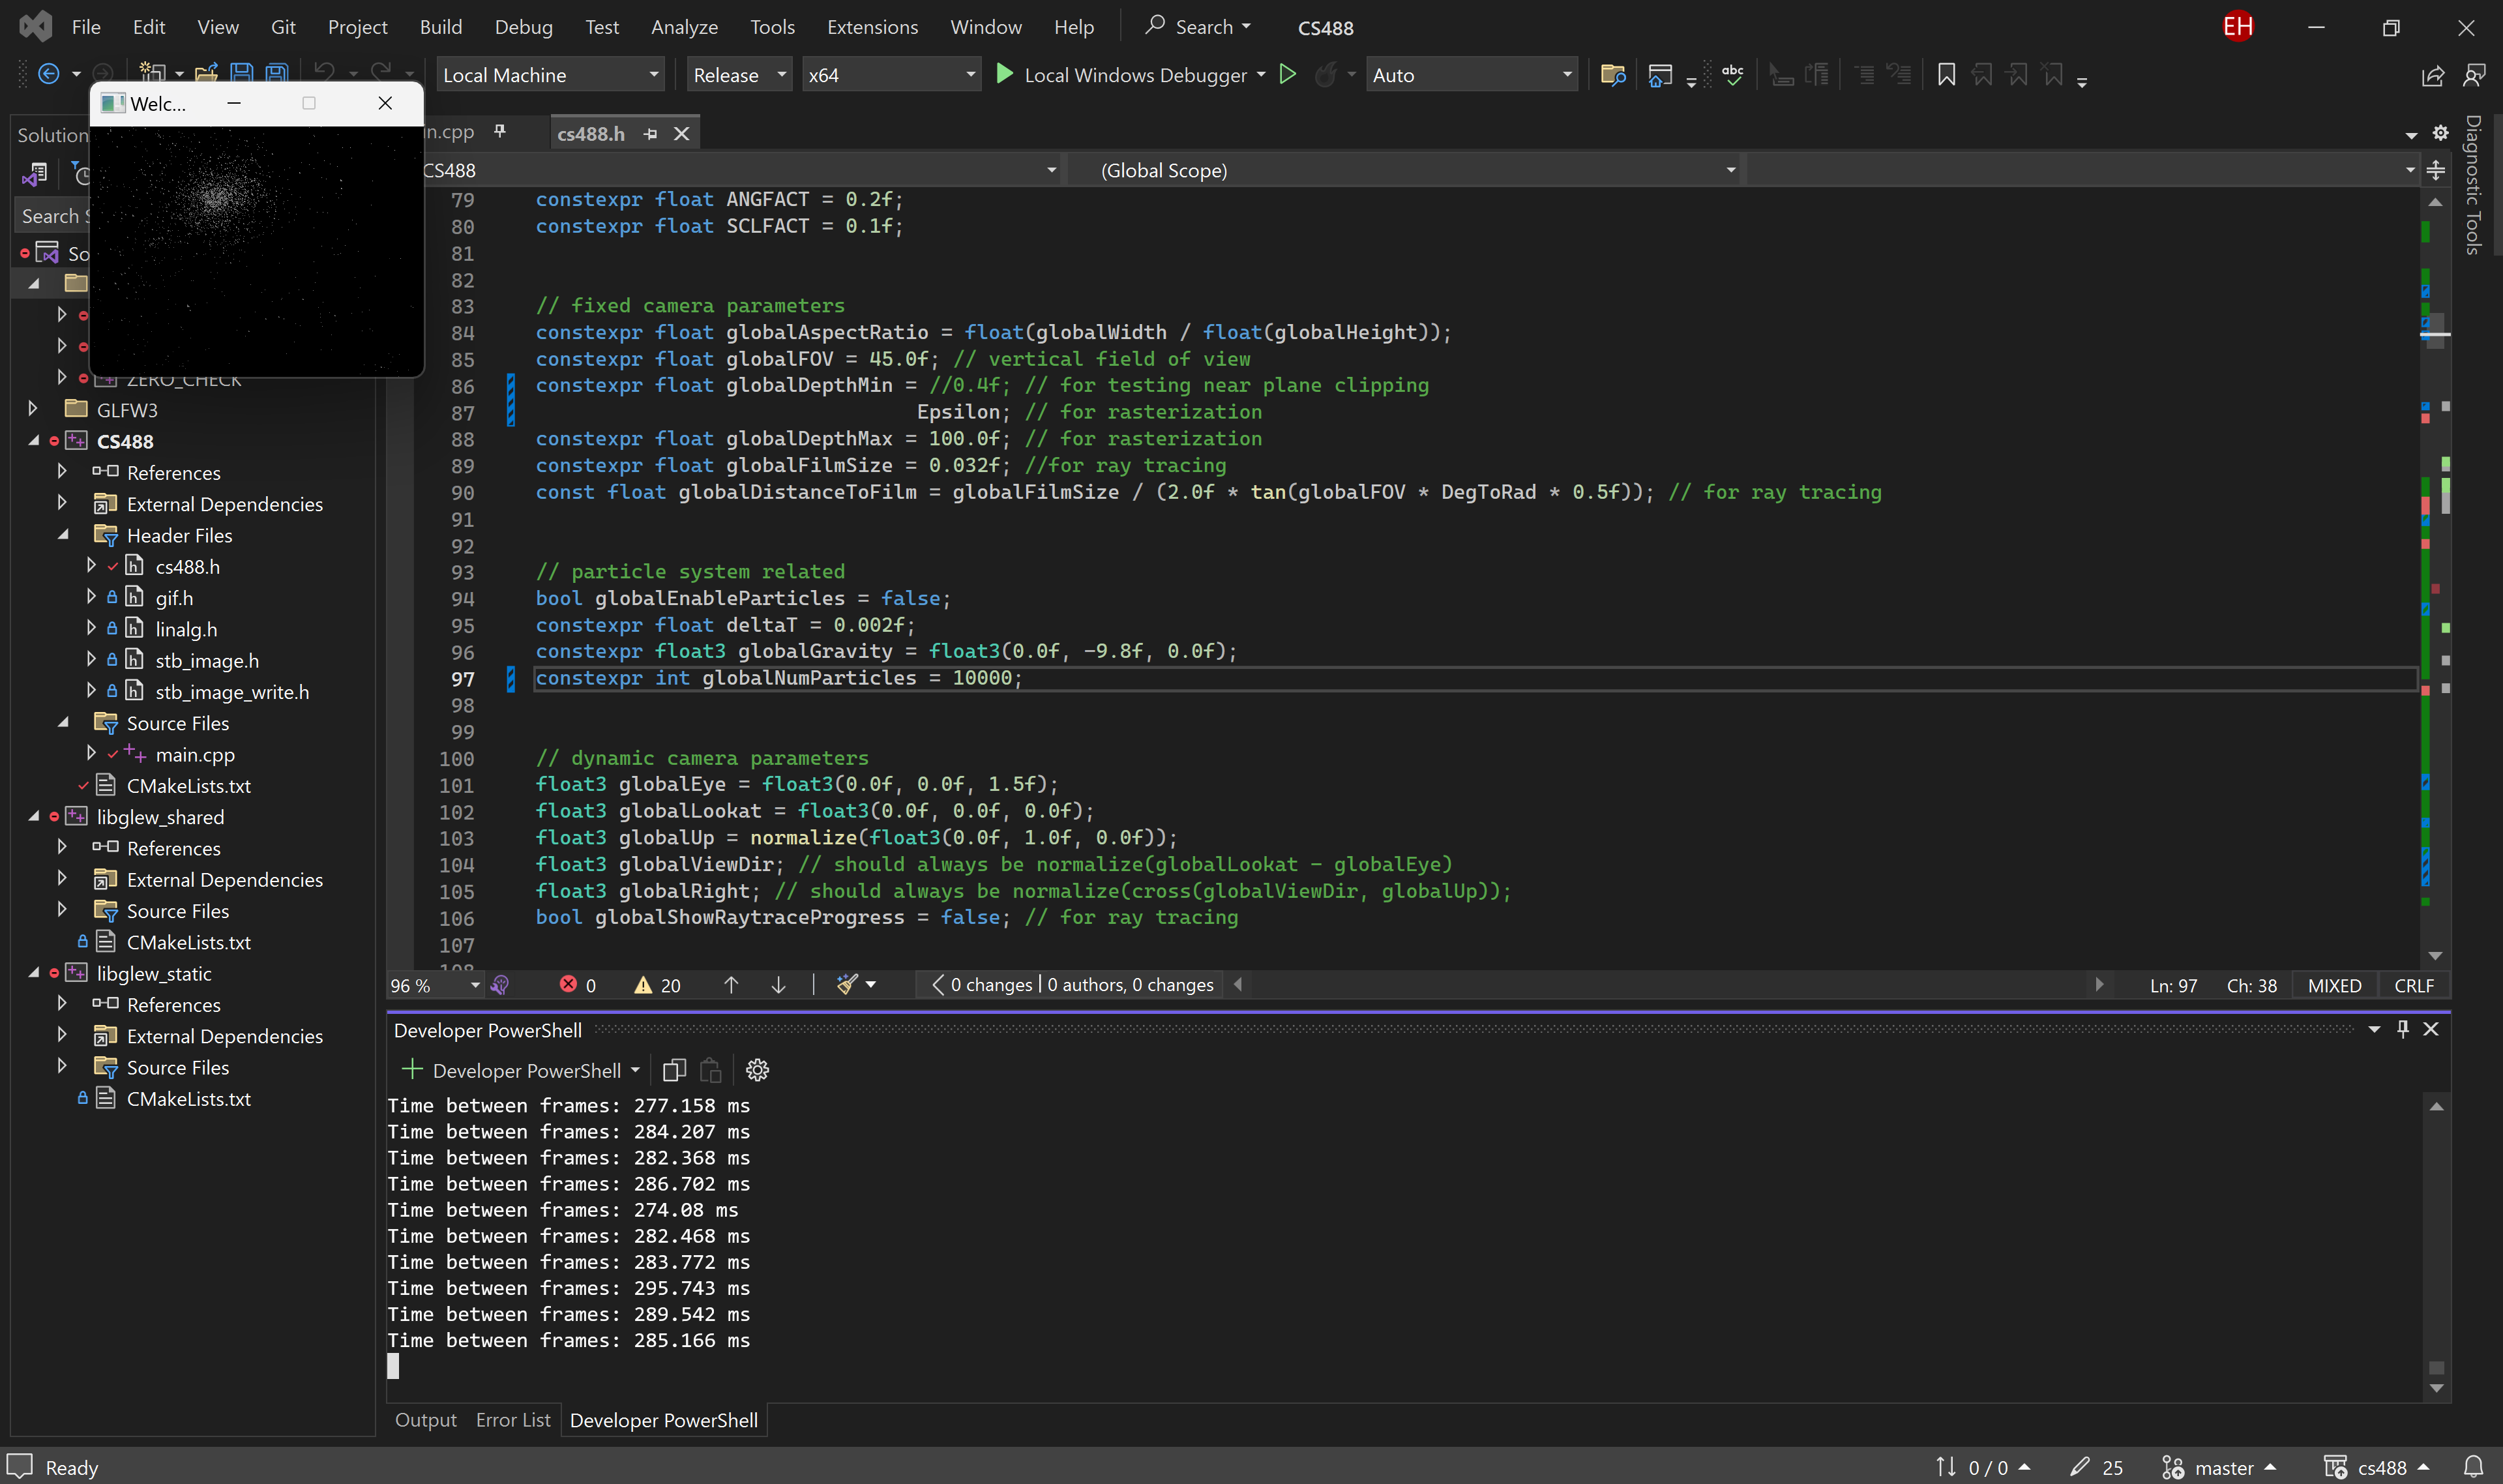 File Edit View Git Project Build Debug Test Analyze Tools Extensions Window Help Search CS488 EH
Local Machine Release x64 Local Windows Debugger Auto abc
Welc...
n.cpp cs488.h
Solution
CS488 (Global Scope)
Search S
So
ZERO_CHECK
GLFW3
CS488
References
External Dependencies
Header Files
cs488.h
gif.h
linalg.h
stb_image.h
stb_image_write.h
Source Files
main.cpp
CMakeLists.txt
libglew_shared
References
External Dependencies
Source Files
CMakeLists.txt
libglew_static
References
External Dependencies
Source Files
CMakeLists.txt
79 constexpr float ANGFACT = 0.2f;
80 constexpr float SCLFACT = 0.1f;
81
82
83 // fixed camera parameters
84 constexpr float globalAspectRatio = float(globalWidth / float(globalHeight));
85 constexpr float globalFOV = 45.0f; // vertical field of view
86 constexpr float globalDepthMin = //0.4f; // for testing near plane clipping
87 Epsilon; // for rasterization
88 constexpr float globalDepthMax = 100.0f; // for rasterization
89 constexpr float globalFilmSize = 0.032f; //for ray tracing
90 const float globalDistanceToFilm = globalFilmSize / (2.0f * tan(globalFOV * DegToRad * 0.5f)); // for ray tracing
91
92
93 // particle system related
94 bool globalEnableParticles = false;
95 constexpr float deltaT = 0.002f;
96 constexpr float3 globalGravity = float3(0.0f, -9.8f, 0.0f);
97 constexpr int globalNumParticles = 10000;
98
99
100 // dynamic camera parameters
101 float3 globalEye = float3(0.0f, 0.0f, 1.5f);
102 float3 globalLookat = float3(0.0f, 0.0f, 0.0f);
103 float3 globalUp = normalize(float3(0.0f, 1.0f, 0.0f));
104 float3 globalViewDir; // should always be normalize(globalLookat - globalEye)
105 float3 globalRight; // should always be normalize(cross(globalViewDir, globalUp));
106 bool globalShowRaytraceProgress = false; // for ray tracing
107
108
Diagnostic Tools
96 % 0 20 0 changes | 0 authors, 0 changes Ln: 97 Ch: 38 MIXED CRLF
Developer PowerShell
Developer PowerShell
Time between frames: 277.158 ms
Time between frames: 284.207 ms
Time between frames: 282.368 ms
Time between frames: 286.702 ms
Time between frames: 274.08 ms
Time between frames: 282.468 ms
Time between frames: 283.772 ms
Time between frames: 295.743 ms
Time between frames: 289.542 ms
Time between frames: 285.166 ms
Output Error List Developer PowerShell
Ready 0 / 0 25 master cs488